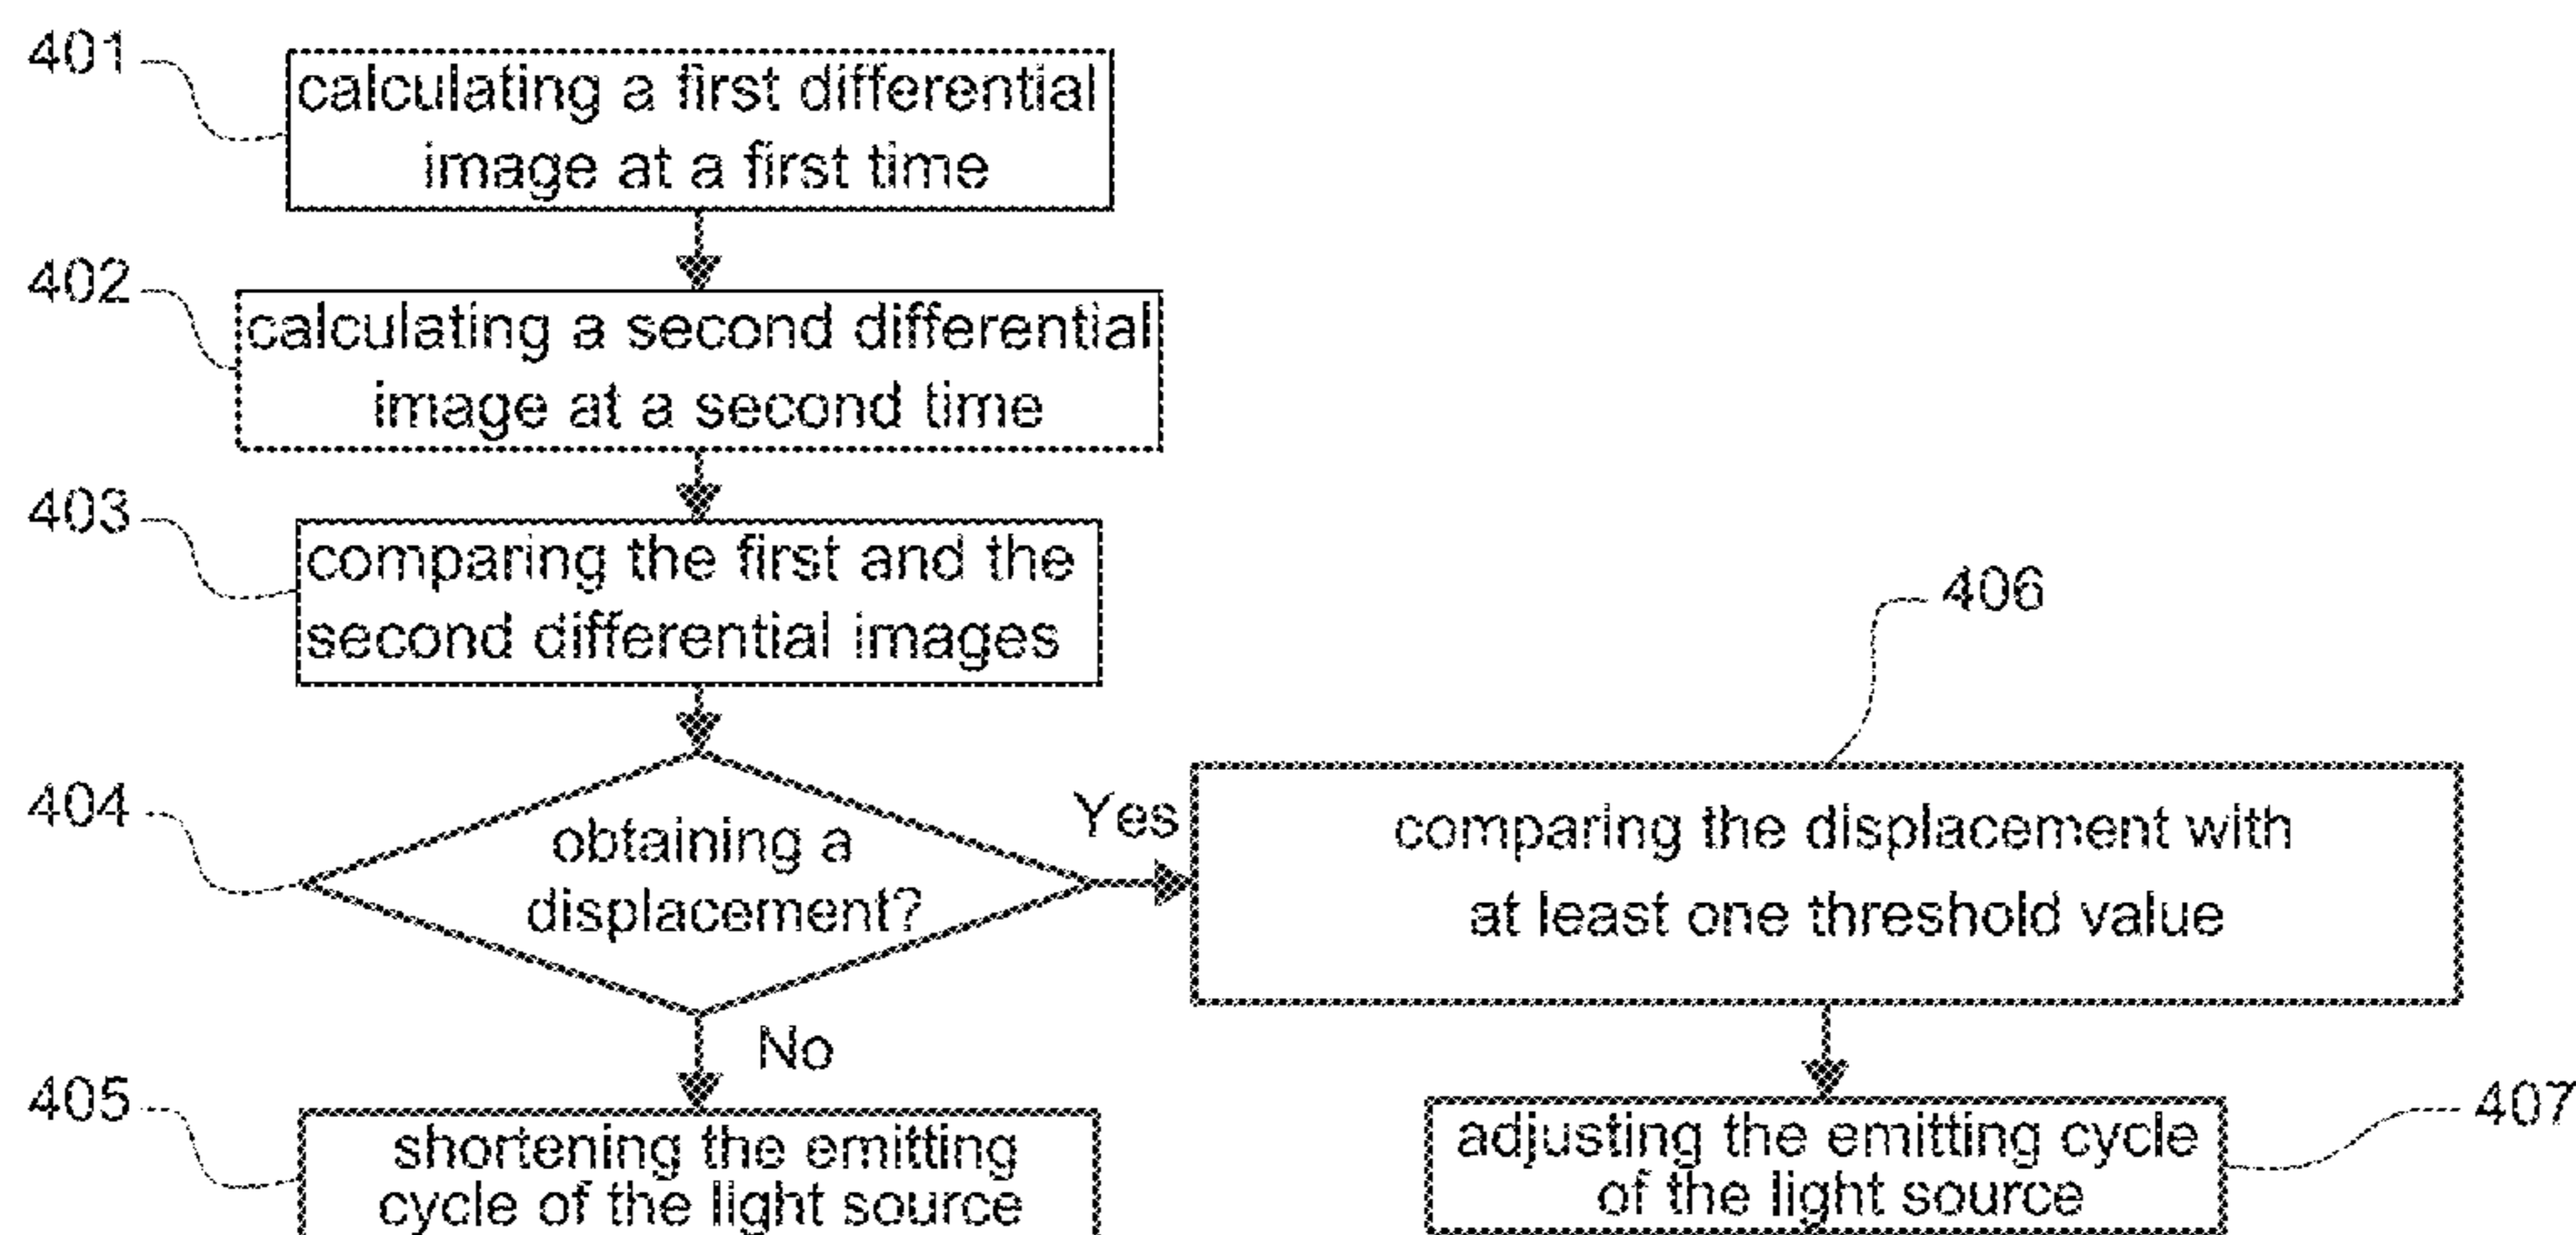 401
calculating a first differential
image at a first time
402
calculating a second differential
image at a second time
403
comparing the first and the
second differential images
404
obtaining a
displacement?
Yes
406
comparing the displacement with
at least one threshold value
No
405
shortening the emitting
cycle of the light source
407
adjusting the emitting cycle
of the light source